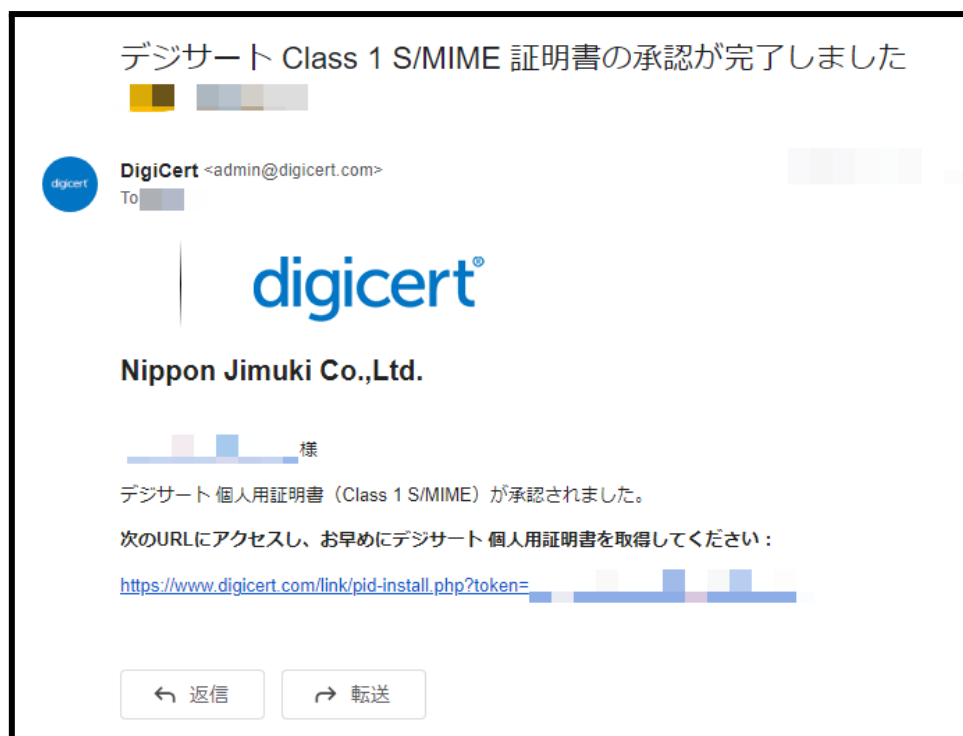 デジサート Class 1 S/MIME 証明書の承認が完了しました
digicert
DigiCert <admin@digicert.com>
To
digicert®
Nippon Jimuki Co.,Ltd.
様
デジサート 個人用証明書（Class 1 S/MIME）が承認されました。
次のURLにアクセスし、お早めにデジサート 個人用証明書を取得してください：
https://www.digicert.com/link/pid-install.php?token=
返信
転送